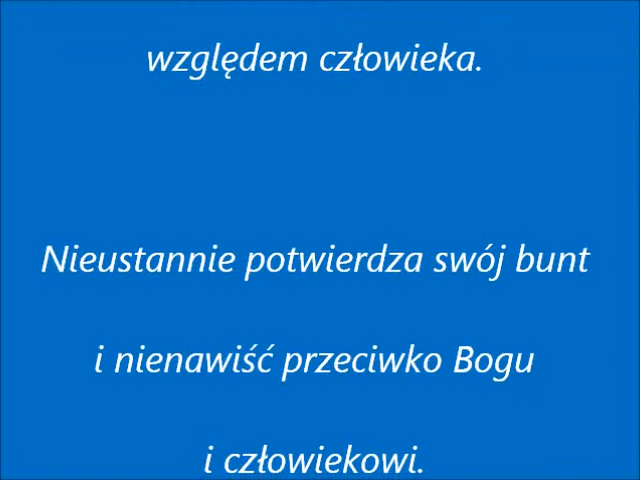 względem człowieka.
Nieustannie potwierdza swój bunt
i nienawiść przeciwko Bogu
i człowiekowi.